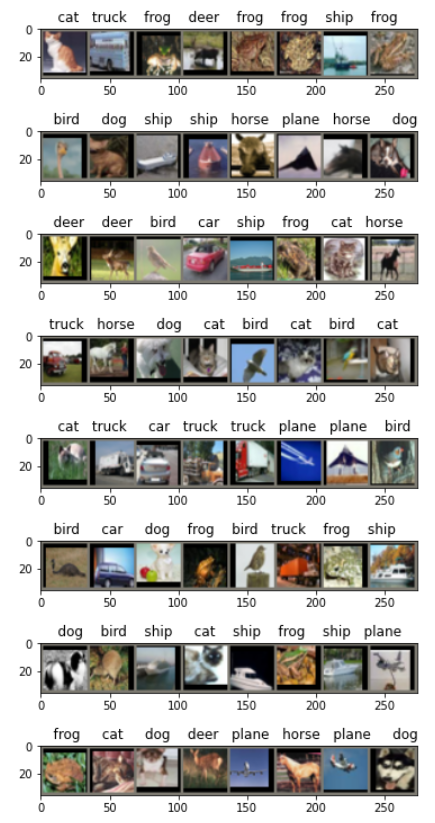 cat truck frog deer frog frog ship frog
0
20
0 50 100 150 200 250
bird dog ship ship horse plane horse dog
0
20
0 50 100 150 200 250
deer deer bird car ship frog cat horse
0
20
0 50 100 150 200 250
truck horse dog cat bird cat bird cat
0
20
0 50 100 150 200 250
cat truck car truck truck plane plane bird
0
20
0 50 100 150 200 250
bird car dog frog bird truck frog ship
0
20
0 50 100 150 200 250
dog bird ship cat ship frog ship plane
0
20
0 50 100 150 200 250
frog cat dog deer plane horse plane dog
0
20
0 50 100 150 200 250